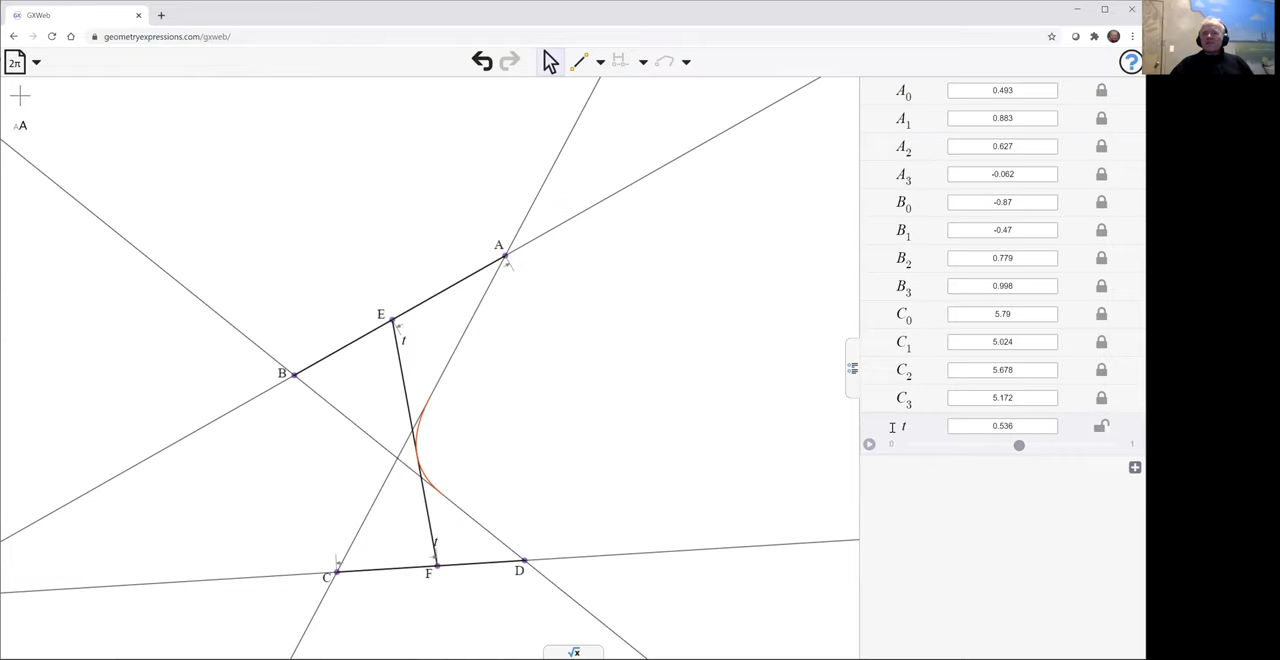 GXWeb
geometryexpressions.com/gxweb/
2π
?
AA
A
E
t
B
t
C
F
D
√x
A0 0.493
A1 0.883
A2 0.627
A3 -0.062
B0 -0.87
B1 -0.47
B2 0.779
B3 0.998
C0 5.79
C1 5.024
C2 5.678
C3 5.172
t 0.536
0 1